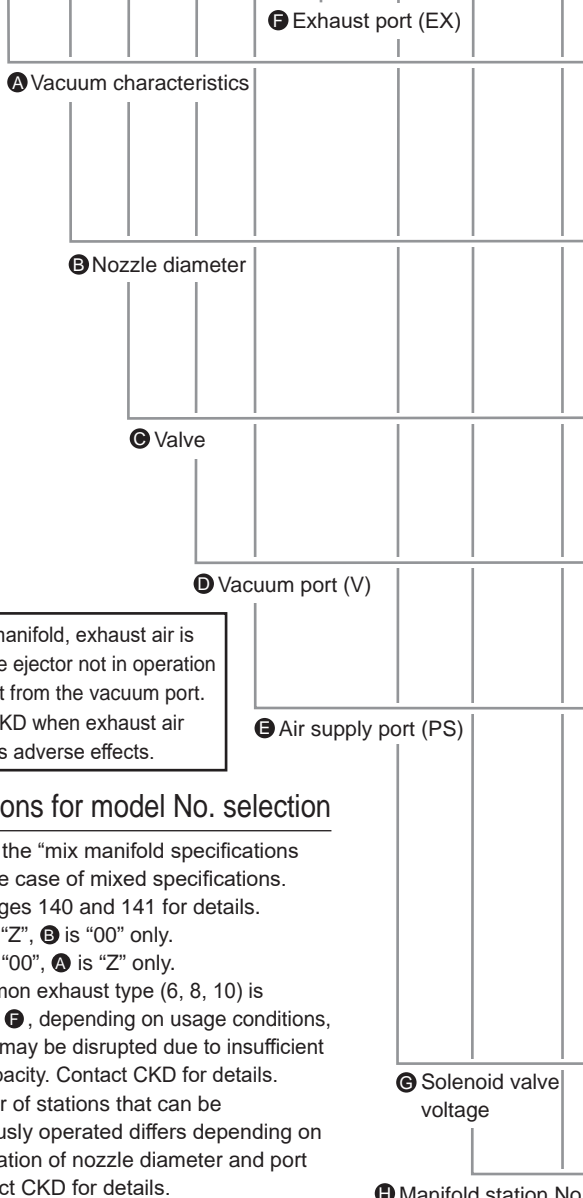 F Exhaust port (EX)
A Vacuum characteristics
B Nozzle diameter
C Valve
D Vacuum port (V)
manifold, exhaust air is
e ejector not in operation
t from the vacuum port.
KD when exhaust air
s adverse effects.
E Air supply port (PS)
ons for model No. selection
the “mix manifold specifications
e case of mixed specifications.
ges 140 and 141 for details.
“Z”, B is “00” only.
“00”, A is “Z” only.
mon exhaust type (6, 8, 10) is
F, depending on usage conditions,
may be disrupted due to insufficient
pacity. Contact CKD for details.
r of stations that can be
usly operated differs depending on
ation of nozzle diameter and port
ct CKD for details.
G Solenoid valve
voltage
H Manifold station No